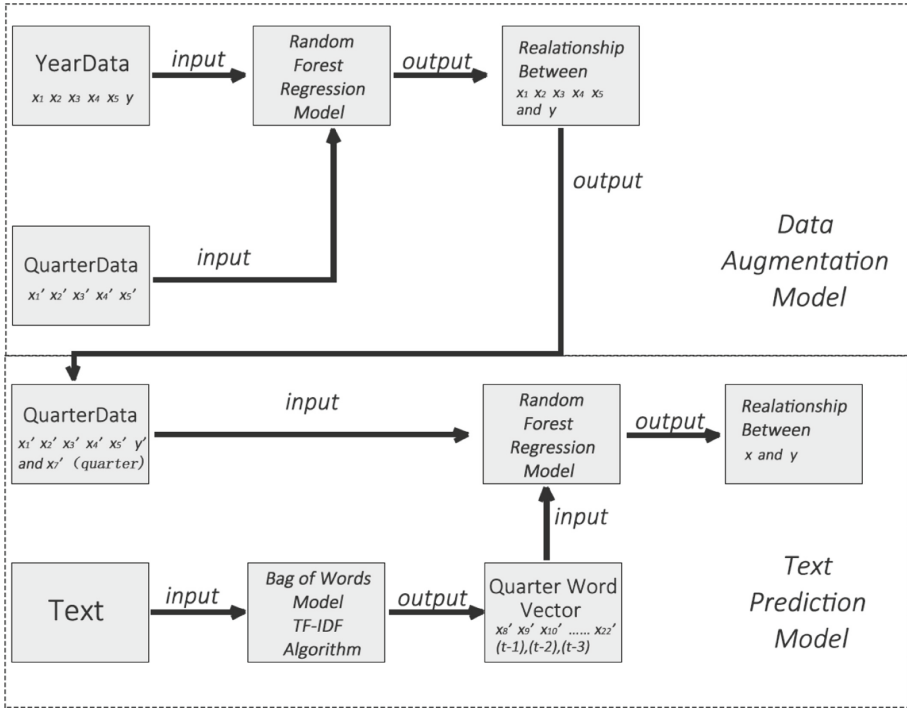 YearData
x₁ x₂ x₃ x₄ x₅ y
input
Random
Forest
Regression
Model
output
Realationship
Between
x₁ x₂ x₃ x₄ x₅
and y
output
QuarterData
x₁′ x₂′ x₃′ x₄′ x₅′
input
Data
Augmentation
Model
QuarterData
x₁′ x₂′ x₃′ x₄′ x₅′ y′
and x₇′ (quarter)
input
Random
Forest
Regression
Model
output
Realationship
Between
x and y
input
Text
input
Bag of Words
Model
TF-IDF
Algorithm
output
Quarter Word
Vector
x₈′ x₉′ x₁₀′ ...... x₂₂′
(t-1),(t-2),(t-3)
Text
Prediction
Model